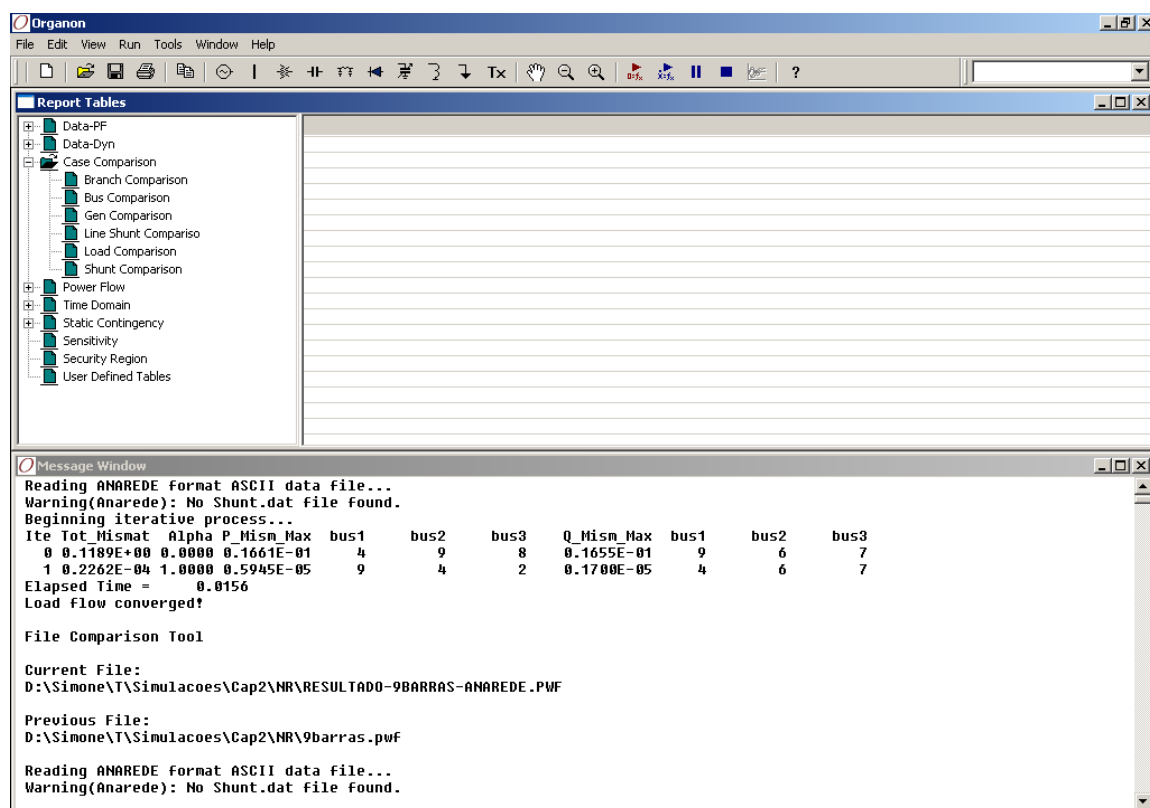 Organon
File Edit View Run Tools Window Help
Tx ?
Report Tables
Data-PF
Data-Dyn
Case Comparison
Branch Comparison
Bus Comparison
Gen Comparison
Line Shunt Compariso
Load Comparison
Shunt Comparison
Power Flow
Time Domain
Static Contingency
Sensitivity
Security Region
User Defined Tables
Message Window
Reading ANAREDE format ASCII data file...
Warning(Anarede): No Shunt.dat file found.
Beginning iterative process...
Ite Tot_Mismat Alpha P_Mism_Max bus1 bus2 bus3 Q_Mism_Max bus1 bus2 bus3
0 0.1189E+00 0.0000 0.1661E-01 4 9 8 0.1655E-01 9 6 7
1 0.2262E-04 1.0000 0.5945E-05 9 4 2 0.1700E-05 4 6 7
Elapsed Time = 0.0156
Load flow converged!
File Comparison Tool
Current File:
D:\Simone\T\Simulacoes\Cap2\NR\RESULTADO-9BARRAS-ANAREDE.PWF
Previous File:
D:\Simone\T\Simulacoes\Cap2\NR\9barras.pwf
Reading ANAREDE format ASCII data file...
Warning(Anarede): No Shunt.dat file found.